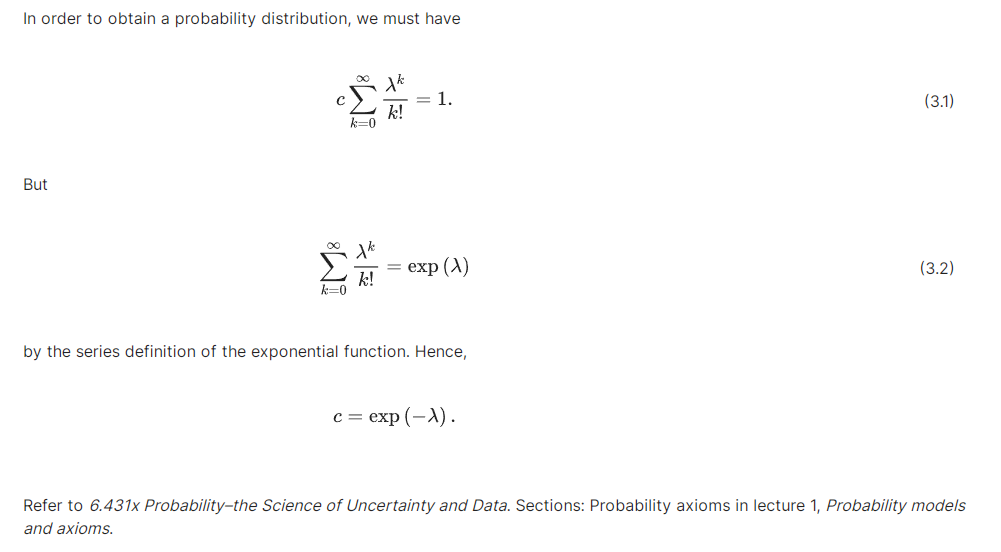 In order to obtain a probability distribution, we must have
$c\sum_{k=0}^{\infty}\frac{\lambda^k}{k!} = 1.$ (3.1)
But
$\sum_{k=0}^{\infty}\frac{\lambda^k}{k!} = \exp(\lambda)$ (3.2)
by the series definition of the exponential function. Hence,
$c = \exp(-\lambda).$
Refer to 6.431x Probability–the Science of Uncertainty and Data. Sections: Probability axioms in lecture 1, Probability models
and axioms.